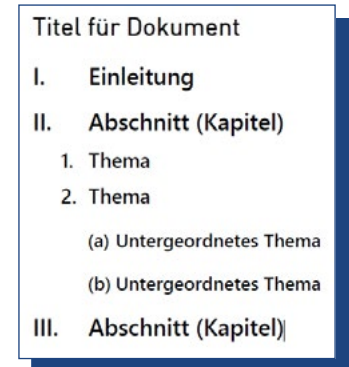 Titel für Dokument
I. Einleitung
II. Abschnitt (Kapitel)
1. Thema
2. Thema
(a) Untergeordnetes Thema
(b) Untergeordnetes Thema
III. Abschnitt (Kapitel)